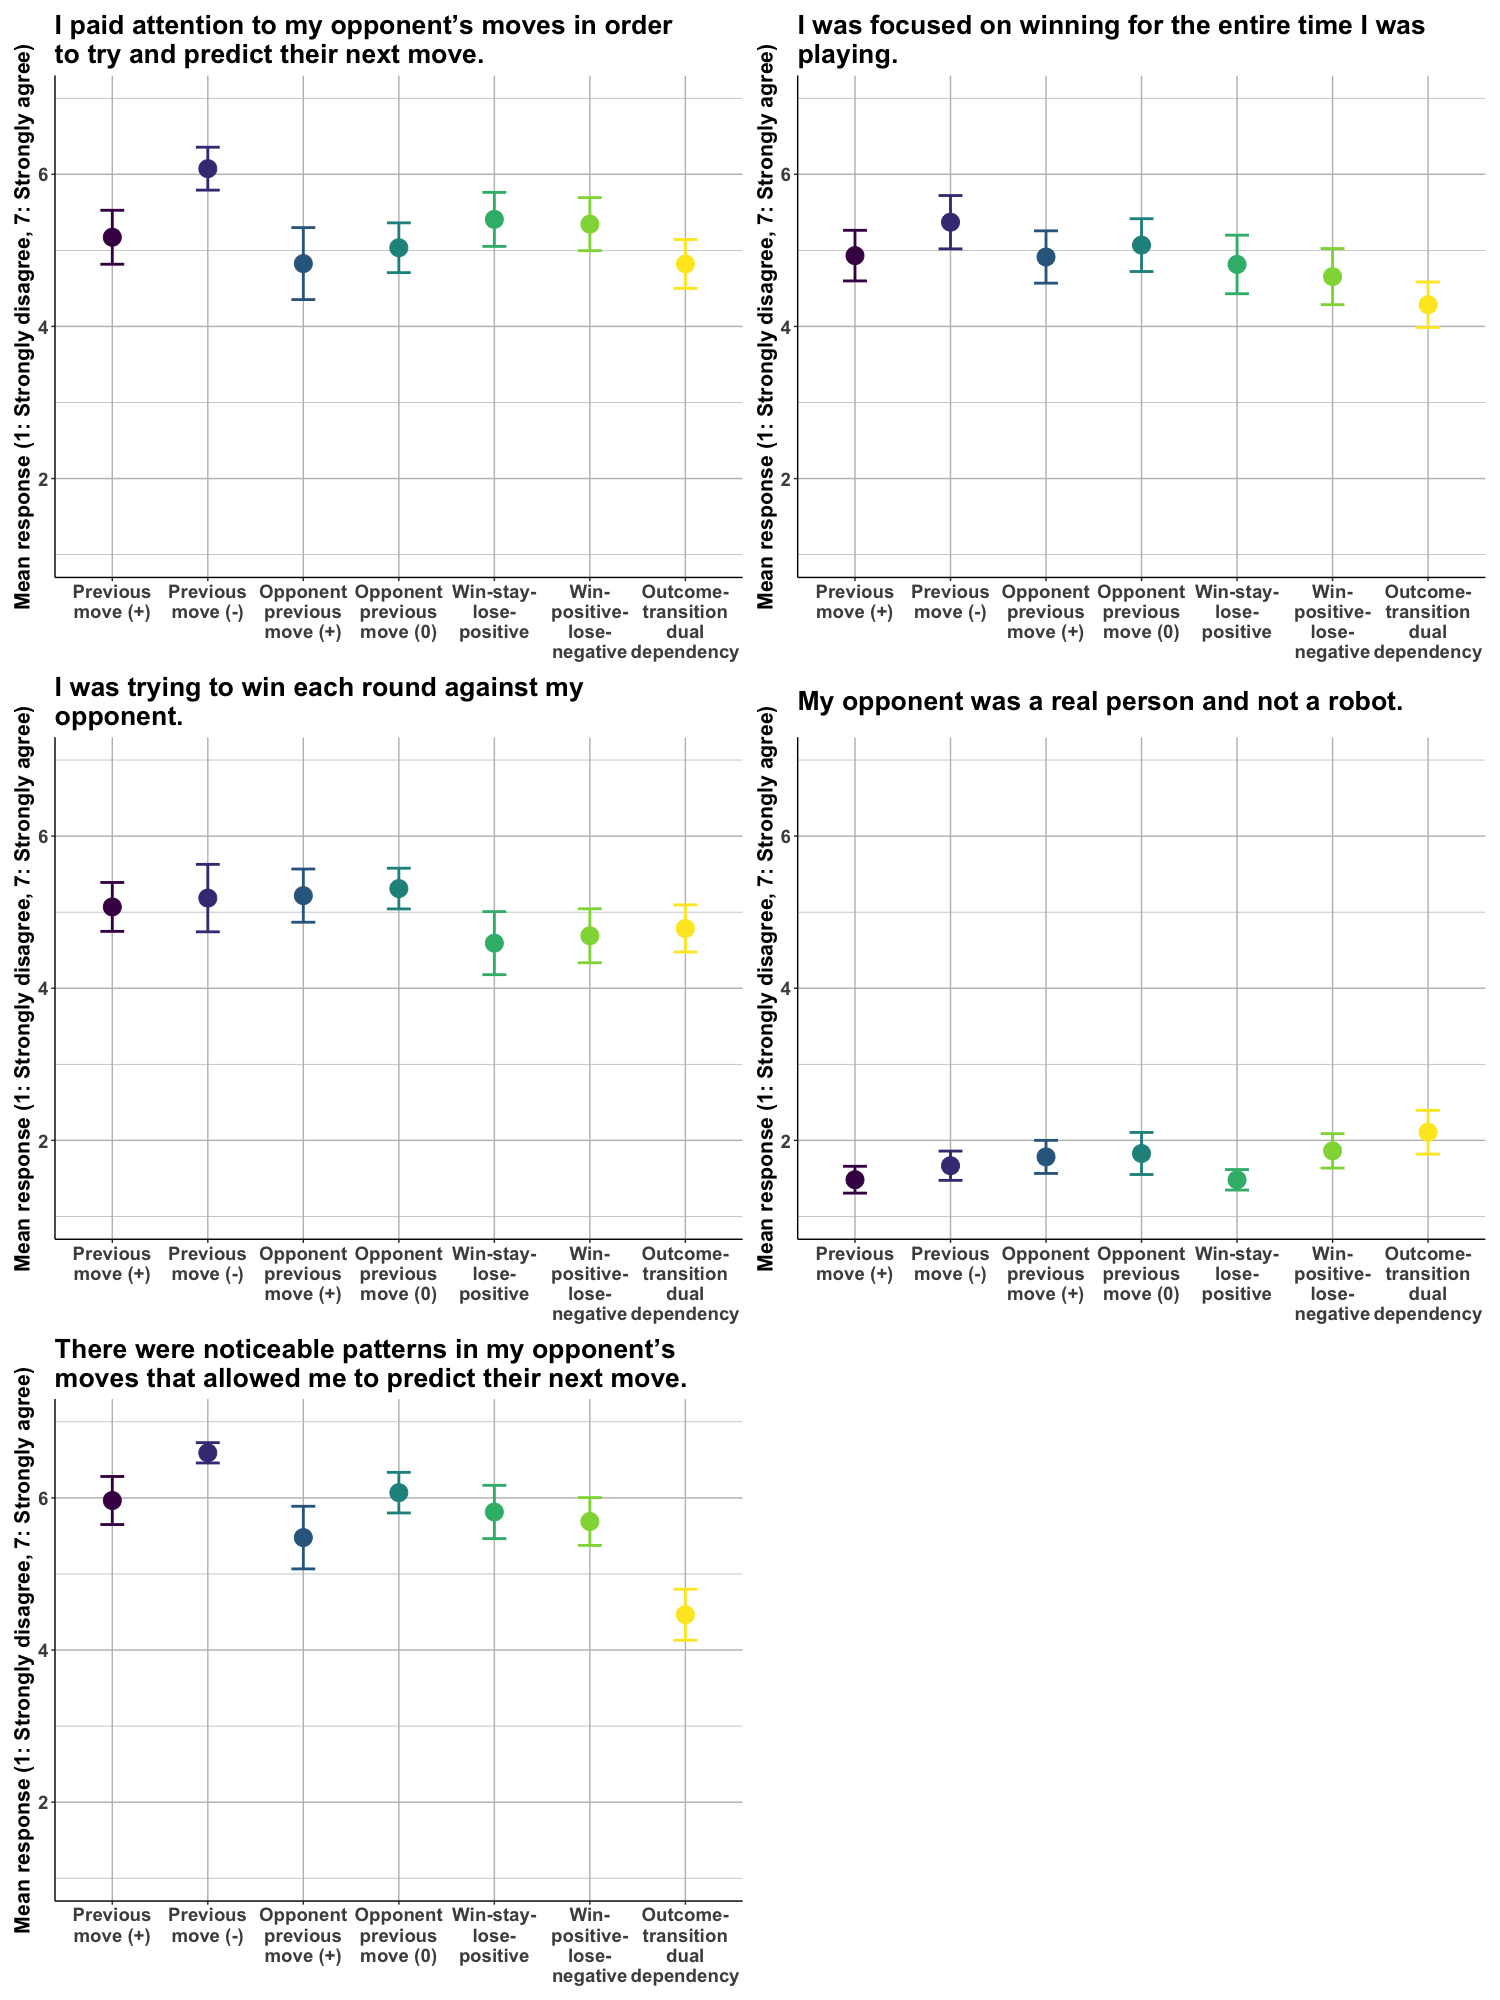 I paid attention to my opponent’s moves in order
to try and predict their next move.
Mean response (1: Strongly disagree, 7: Strongly agree)
6
4
2
Previous Previous Opponent Opponent Win-stay- Win- Outcome-
move (+) move (-) previous previous lose- positive- transition
move (+) move (0) positive lose- dual
negative dependency
I was focused on winning for the entire time I was
playing.
Mean response (1: Strongly disagree, 7: Strongly agree)
6
4
2
Previous Previous Opponent Opponent Win-stay- Win- Outcome-
move (+) move (-) previous previous lose- positive- transition
move (+) move (0) positive lose- dual
negative dependency
I was trying to win each round against my
opponent.
Mean response (1: Strongly disagree, 7: Strongly agree)
6
4
2
Previous Previous Opponent Opponent Win-stay- Win- Outcome-
move (+) move (-) previous previous lose- positive- transition
move (+) move (0) positive lose- dual
negative dependency
My opponent was a real person and not a robot.
Mean response (1: Strongly disagree, 7: Strongly agree)
6
4
2
Previous Previous Opponent Opponent Win-stay- Win- Outcome-
move (+) move (-) previous previous lose- positive- transition
move (+) move (0) positive lose- dual
negative dependency
There were noticeable patterns in my opponent’s
moves that allowed me to predict their next move.
Mean response (1: Strongly disagree, 7: Strongly agree)
6
4
2
Previous Previous Opponent Opponent Win-stay- Win- Outcome-
move (+) move (-) previous previous lose- positive- transition
move (+) move (0) positive lose- dual
negative dependency